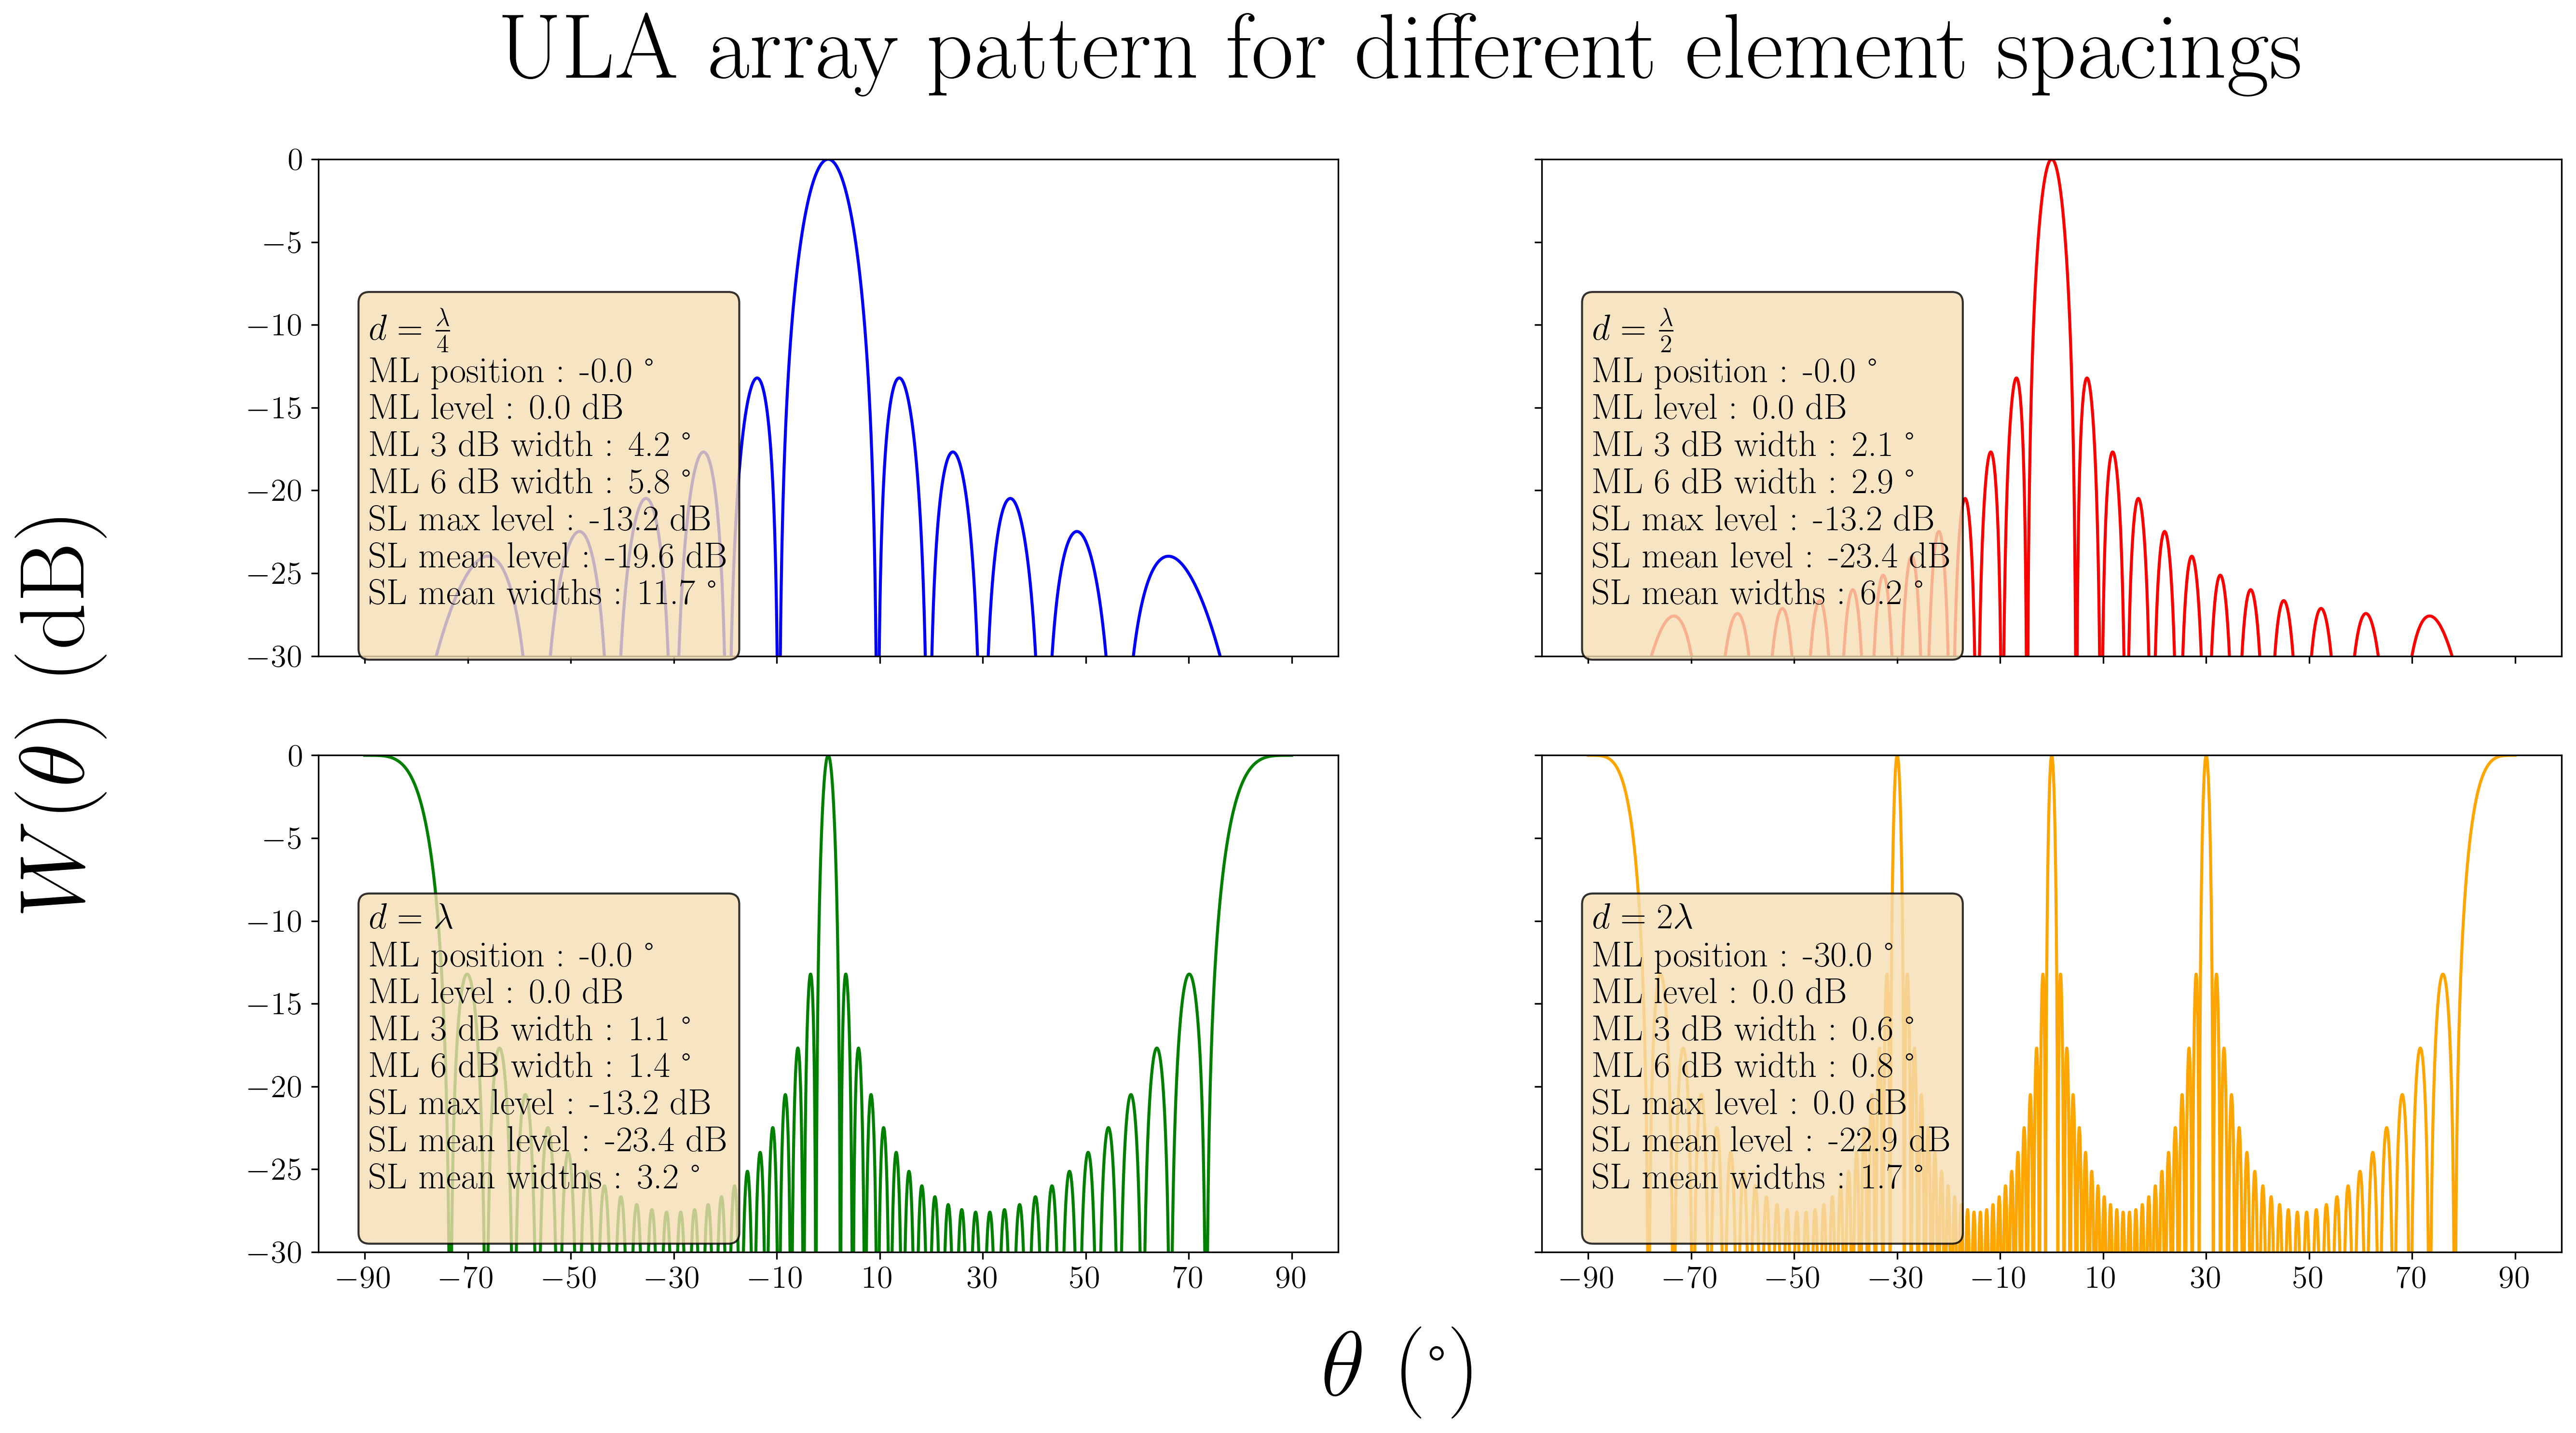 ULA array pattern for different element spacings
W(θ) (dB)
0
−5
−10
−15
−20
−25
−30
d = λ/4
ML position : -0.0 °
ML level : 0.0 dB
ML 3 dB width : 4.2 °
ML 6 dB width : 5.8 °
SL max level : -13.2 dB
SL mean level : -19.6 dB
SL mean widths : 11.7 °
d = λ/2
ML position : -0.0 °
ML level : 0.0 dB
ML 3 dB width : 2.1 °
ML 6 dB width : 2.9 °
SL max level : -13.2 dB
SL mean level : -23.4 dB
SL mean widths : 6.2 °
0
−5
−10
−15
−20
−25
−30
d = λ
ML position : -0.0 °
ML level : 0.0 dB
ML 3 dB width : 1.1 °
ML 6 dB width : 1.4 °
SL max level : -13.2 dB
SL mean level : -23.4 dB
SL mean widths : 3.2 °
−90 −70 −50 −30 −10 10 30 50 70 90
d = 2λ
ML position : -30.0 °
ML level : 0.0 dB
ML 3 dB width : 0.6 °
ML 6 dB width : 0.8 °
SL max level : 0.0 dB
SL mean level : -22.9 dB
SL mean widths : 1.7 °
−90 −70 −50 −30 −10 10 30 50 70 90
θ (°)